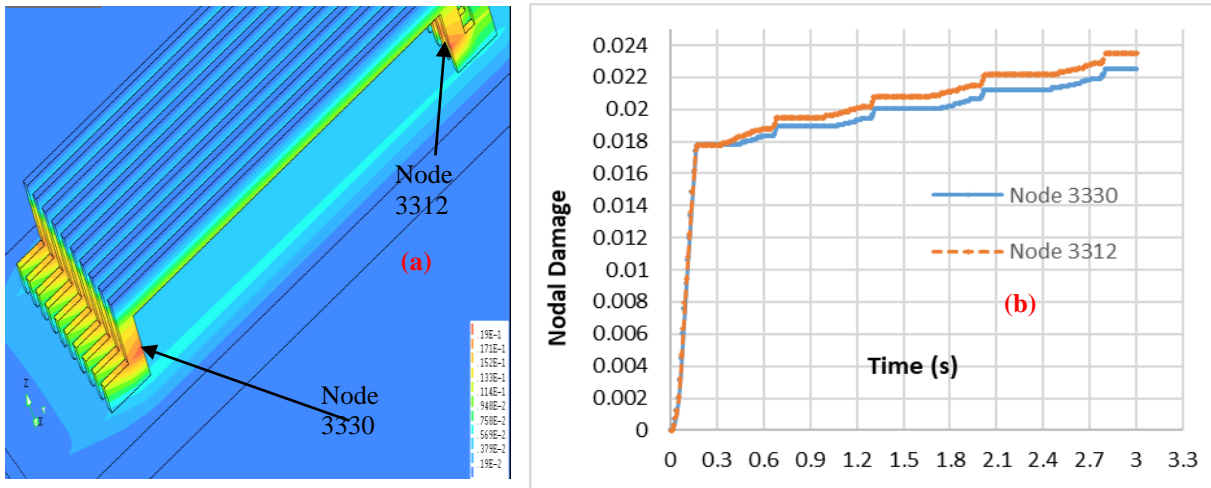 Node
3312
(a)
Node
3330
Z
.19E-1
.171E-1
.152E-1
.133E-1
.114E-1
.948E-2
.758E-2
.569E-2
.379E-2
.19E-2
Nodal Damage
0.024
0.022
0.02
0.018
0.016
0.014
0.012
0.01
0.008
0.006
0.004
0.002
0
Node 3330
Node 3312
(b)
Time (s)
0 0.3 0.6 0.9 1.2 1.5 1.8 2.1 2.4 2.7 3 3.3